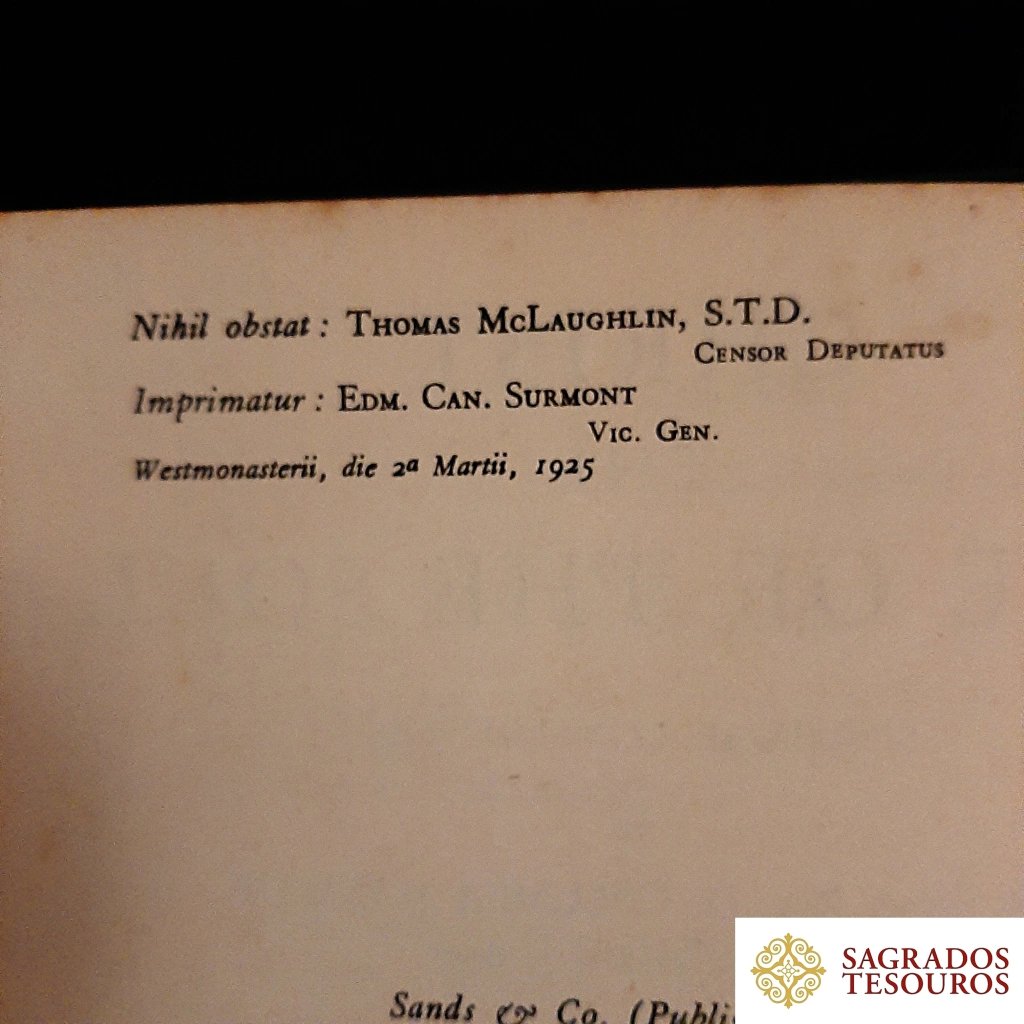 Nihil obstat : THOMAS MCLAUGHLIN, S.T.D.
CENSOR DEPUTATUS
Imprimatur : EDM. CAN. SURMONT
VIC. GEN.
Westmonasterii, die 2a Martii, 1925
Sands & Co. (Publi
SAGRADOS
TESOUROS